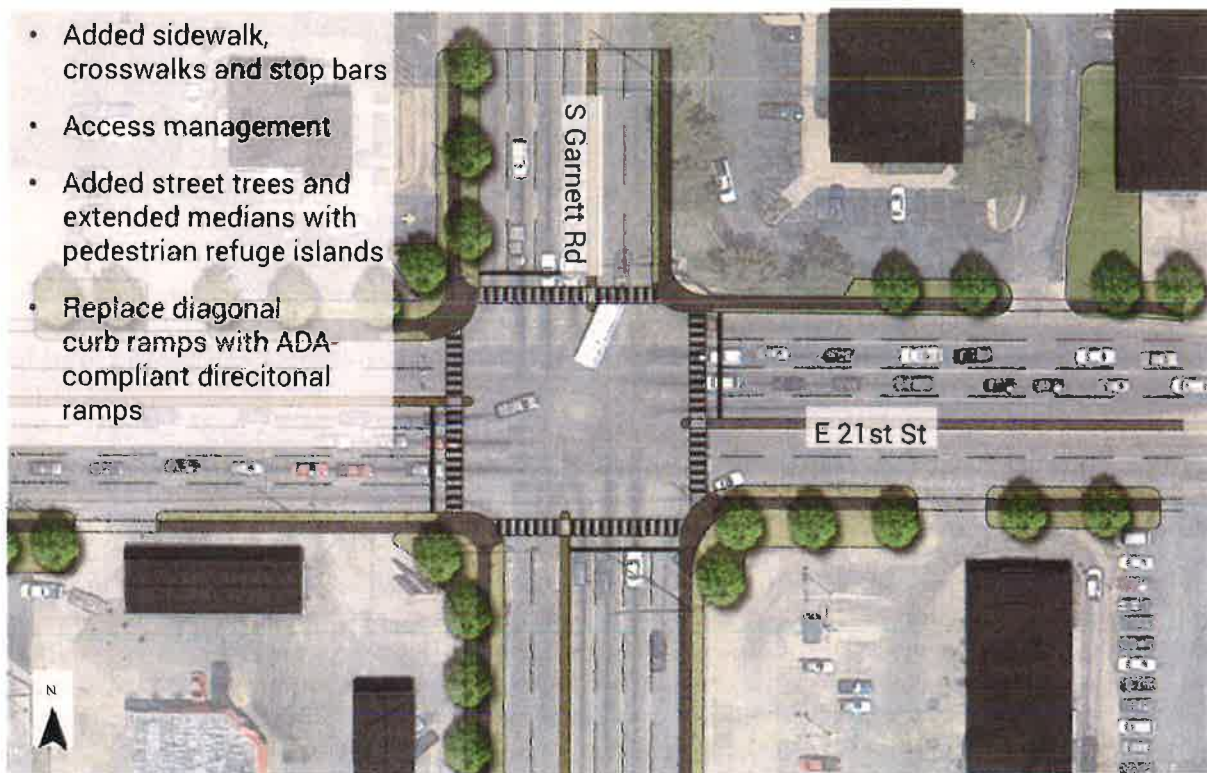 • Added sidewalk,
crosswalks and stop bars
• Access management
• Added street trees and
extended medians with
pedestrian refuge islands
• Replace diagonal
curb ramps with ADA-
compliant direcitonal
ramps
S Garnett Rd
E 21st St
N